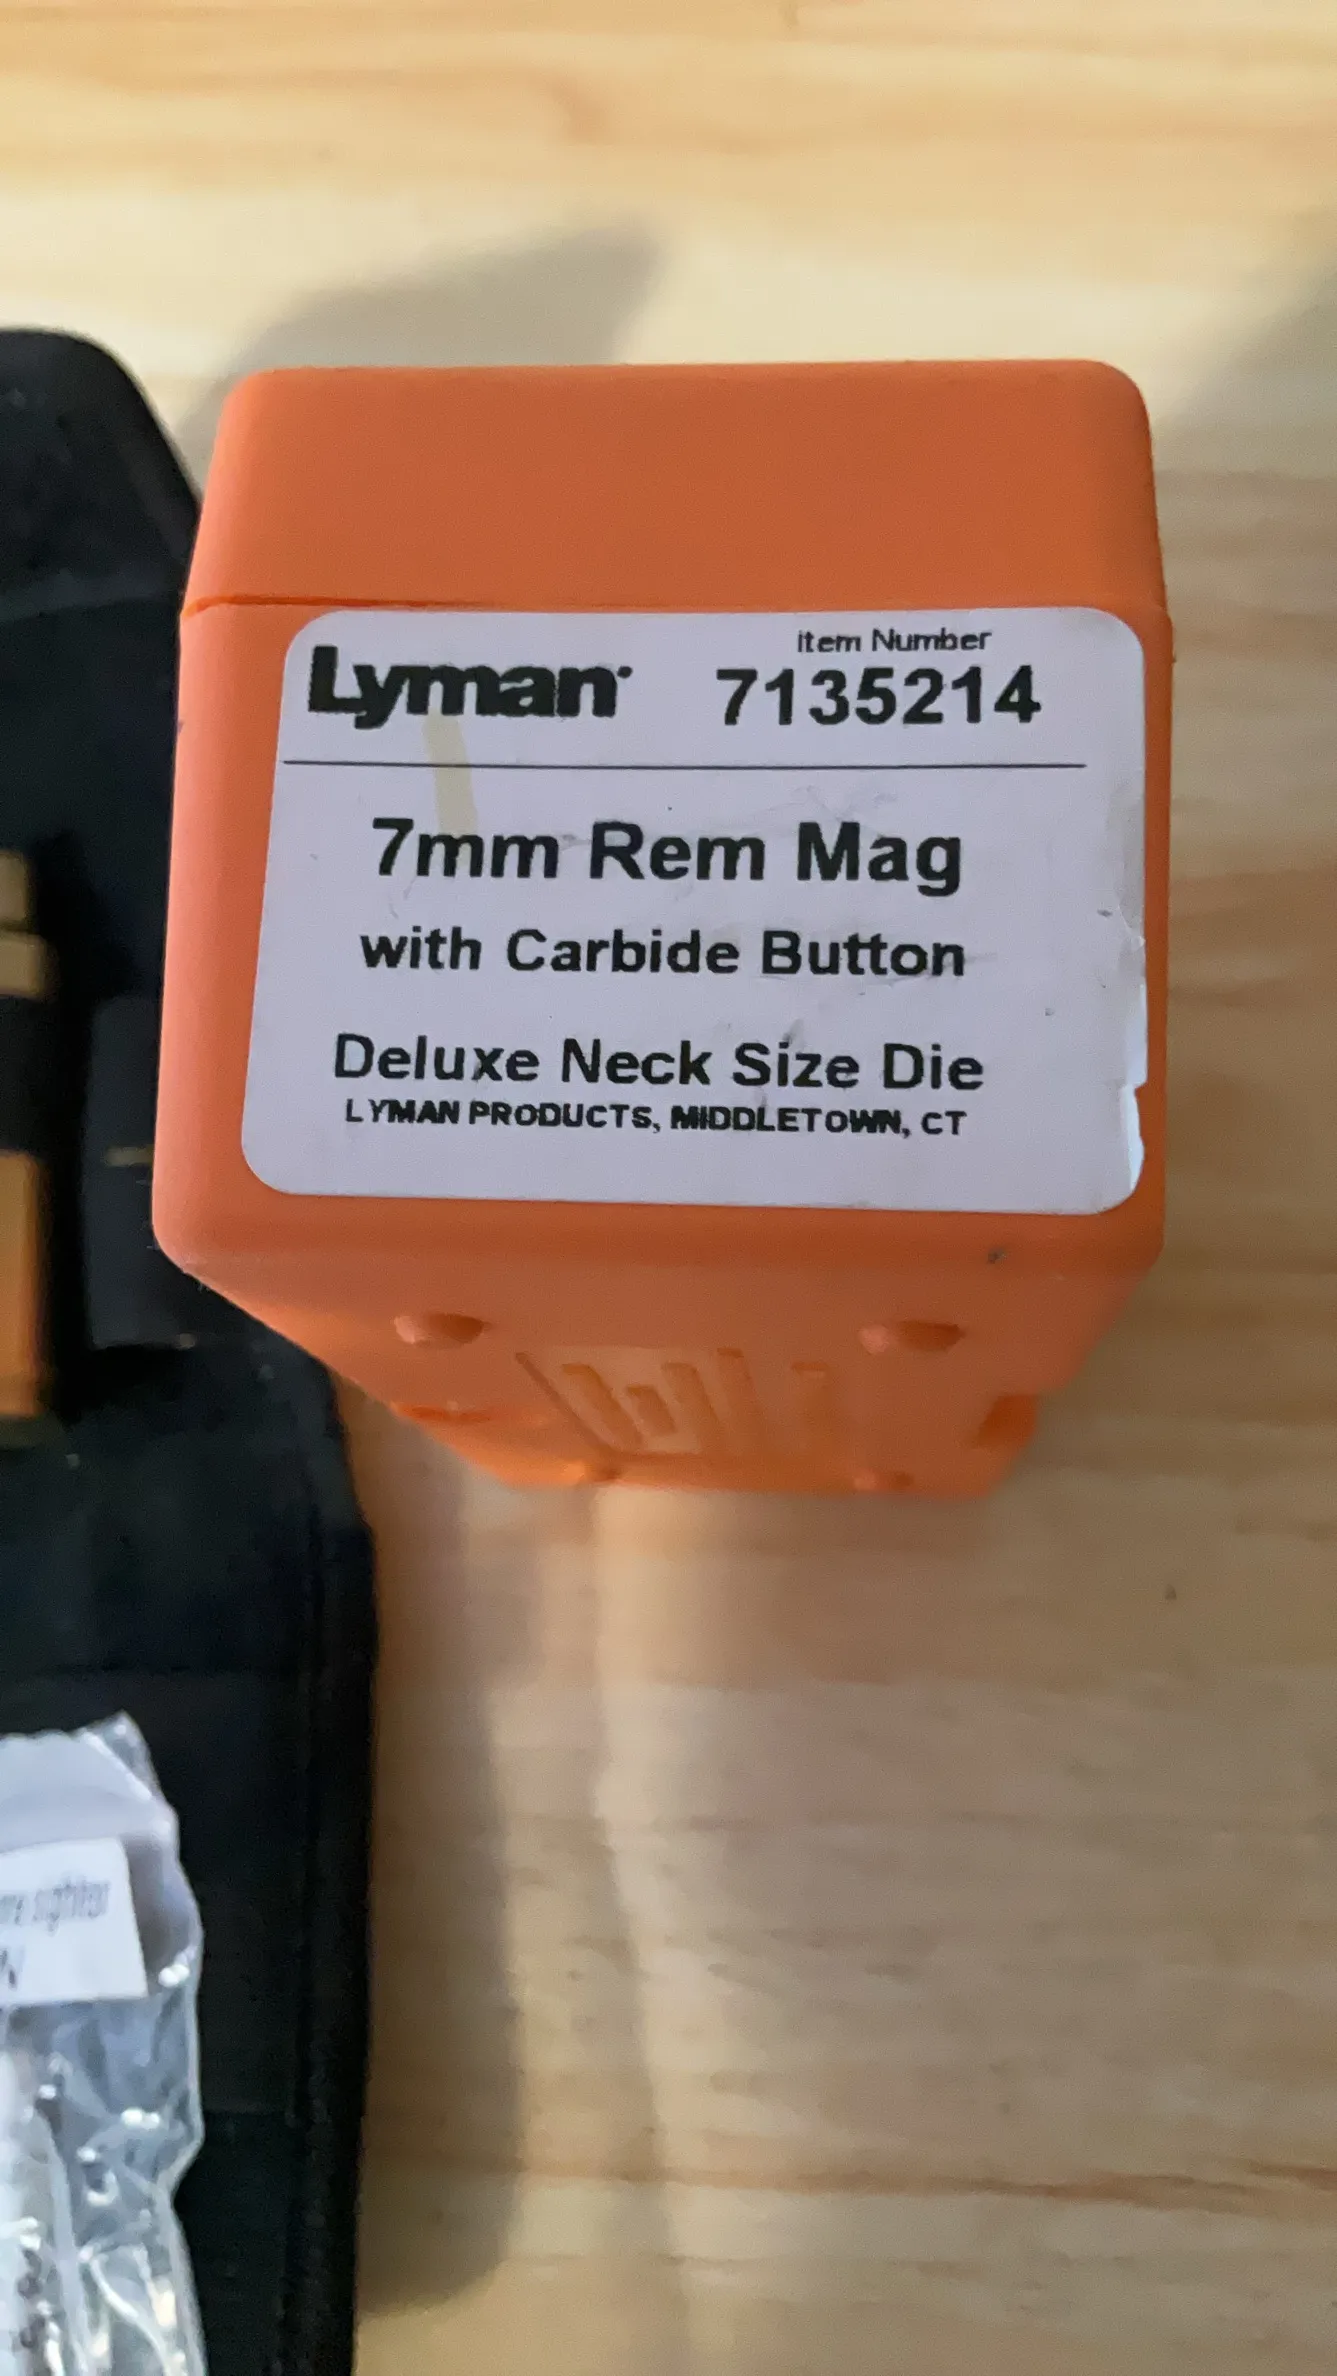 Lyman
Item Number
7135214
7mm Rem Mag
with Carbide Button
Deluxe Neck Size Die
LYMAN PRODUCTS, MIDDLETOWN, CT